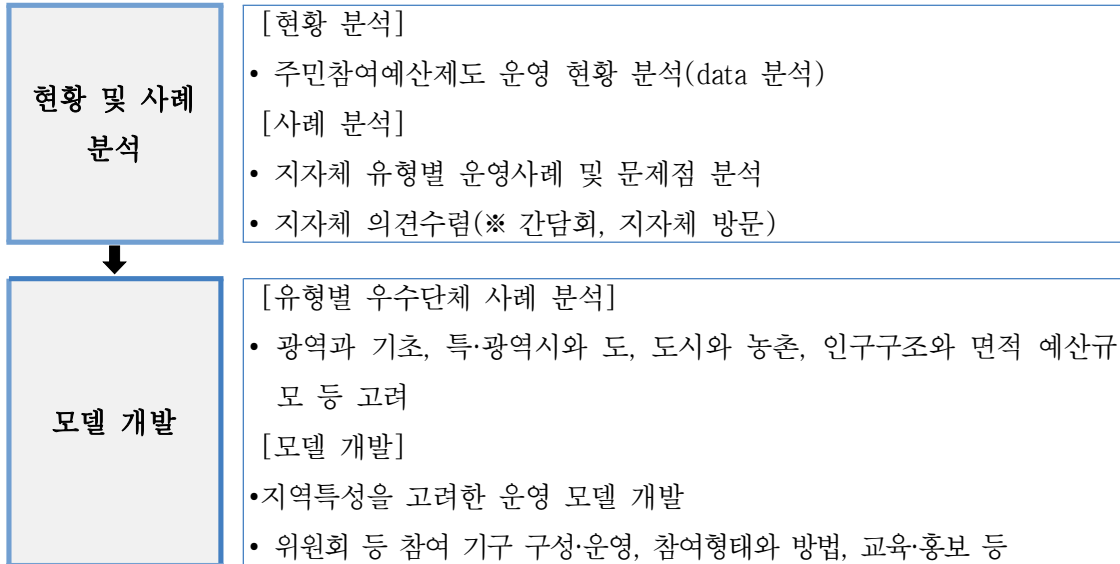 현황 및 사례
분석
[현황 분석]
• 주민참여예산제도 운영 현황 분석(data 분석)
[사례 분석]
• 지자체 유형별 운영사례 및 문제점 분석
• 지자체 의견수렴(※ 간담회, 지자체 방문)
모델 개발
[유형별 우수단체 사례 분석]
• 광역과 기초, 특·광역시와 도, 도시와 농촌, 인구구조와 면적 예산규
모 등 고려
[모델 개발]
•지역특성을 고려한 운영 모델 개발
• 위원회 등 참여 기구 구성·운영, 참여형태와 방법, 교육·홍보 등